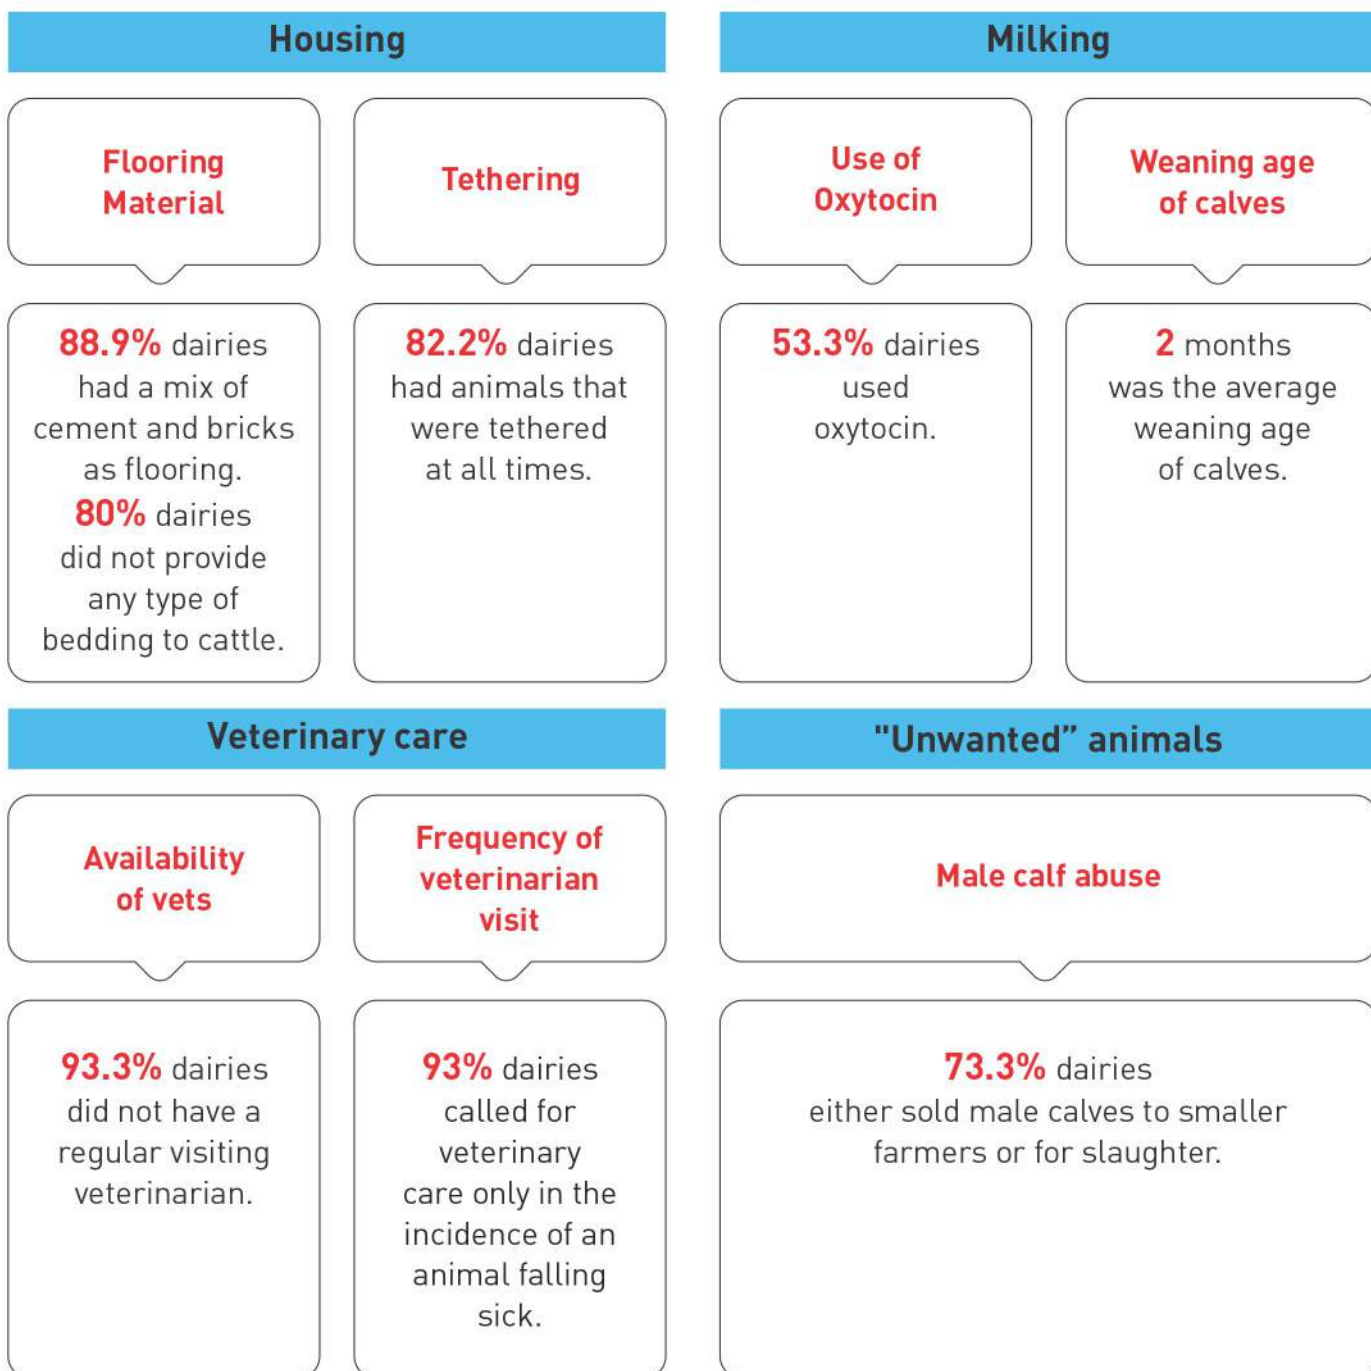 Housing
Flooring
Material
88.9% dairies
had a mix of
cement and bricks
as flooring.
80% dairies
did not provide
any type of
bedding to cattle.
Tethering
82.2% dairies
had animals that
were tethered
at all times.
Milking
Use of
Oxytocin
53.3% dairies
used
oxytocin.
Weaning age
of calves
2 months
was the average
weaning age
of calves.
Veterinary care
Availability
of vets
93.3% dairies
did not have a
regular visiting
veterinarian.
Frequency of
veterinarian
visit
93% dairies
called for
veterinary
care only in the
incidence of an
animal falling
sick.
"Unwanted” animals
Male calf abuse
73.3% dairies
either sold male calves to smaller
farmers or for slaughter.